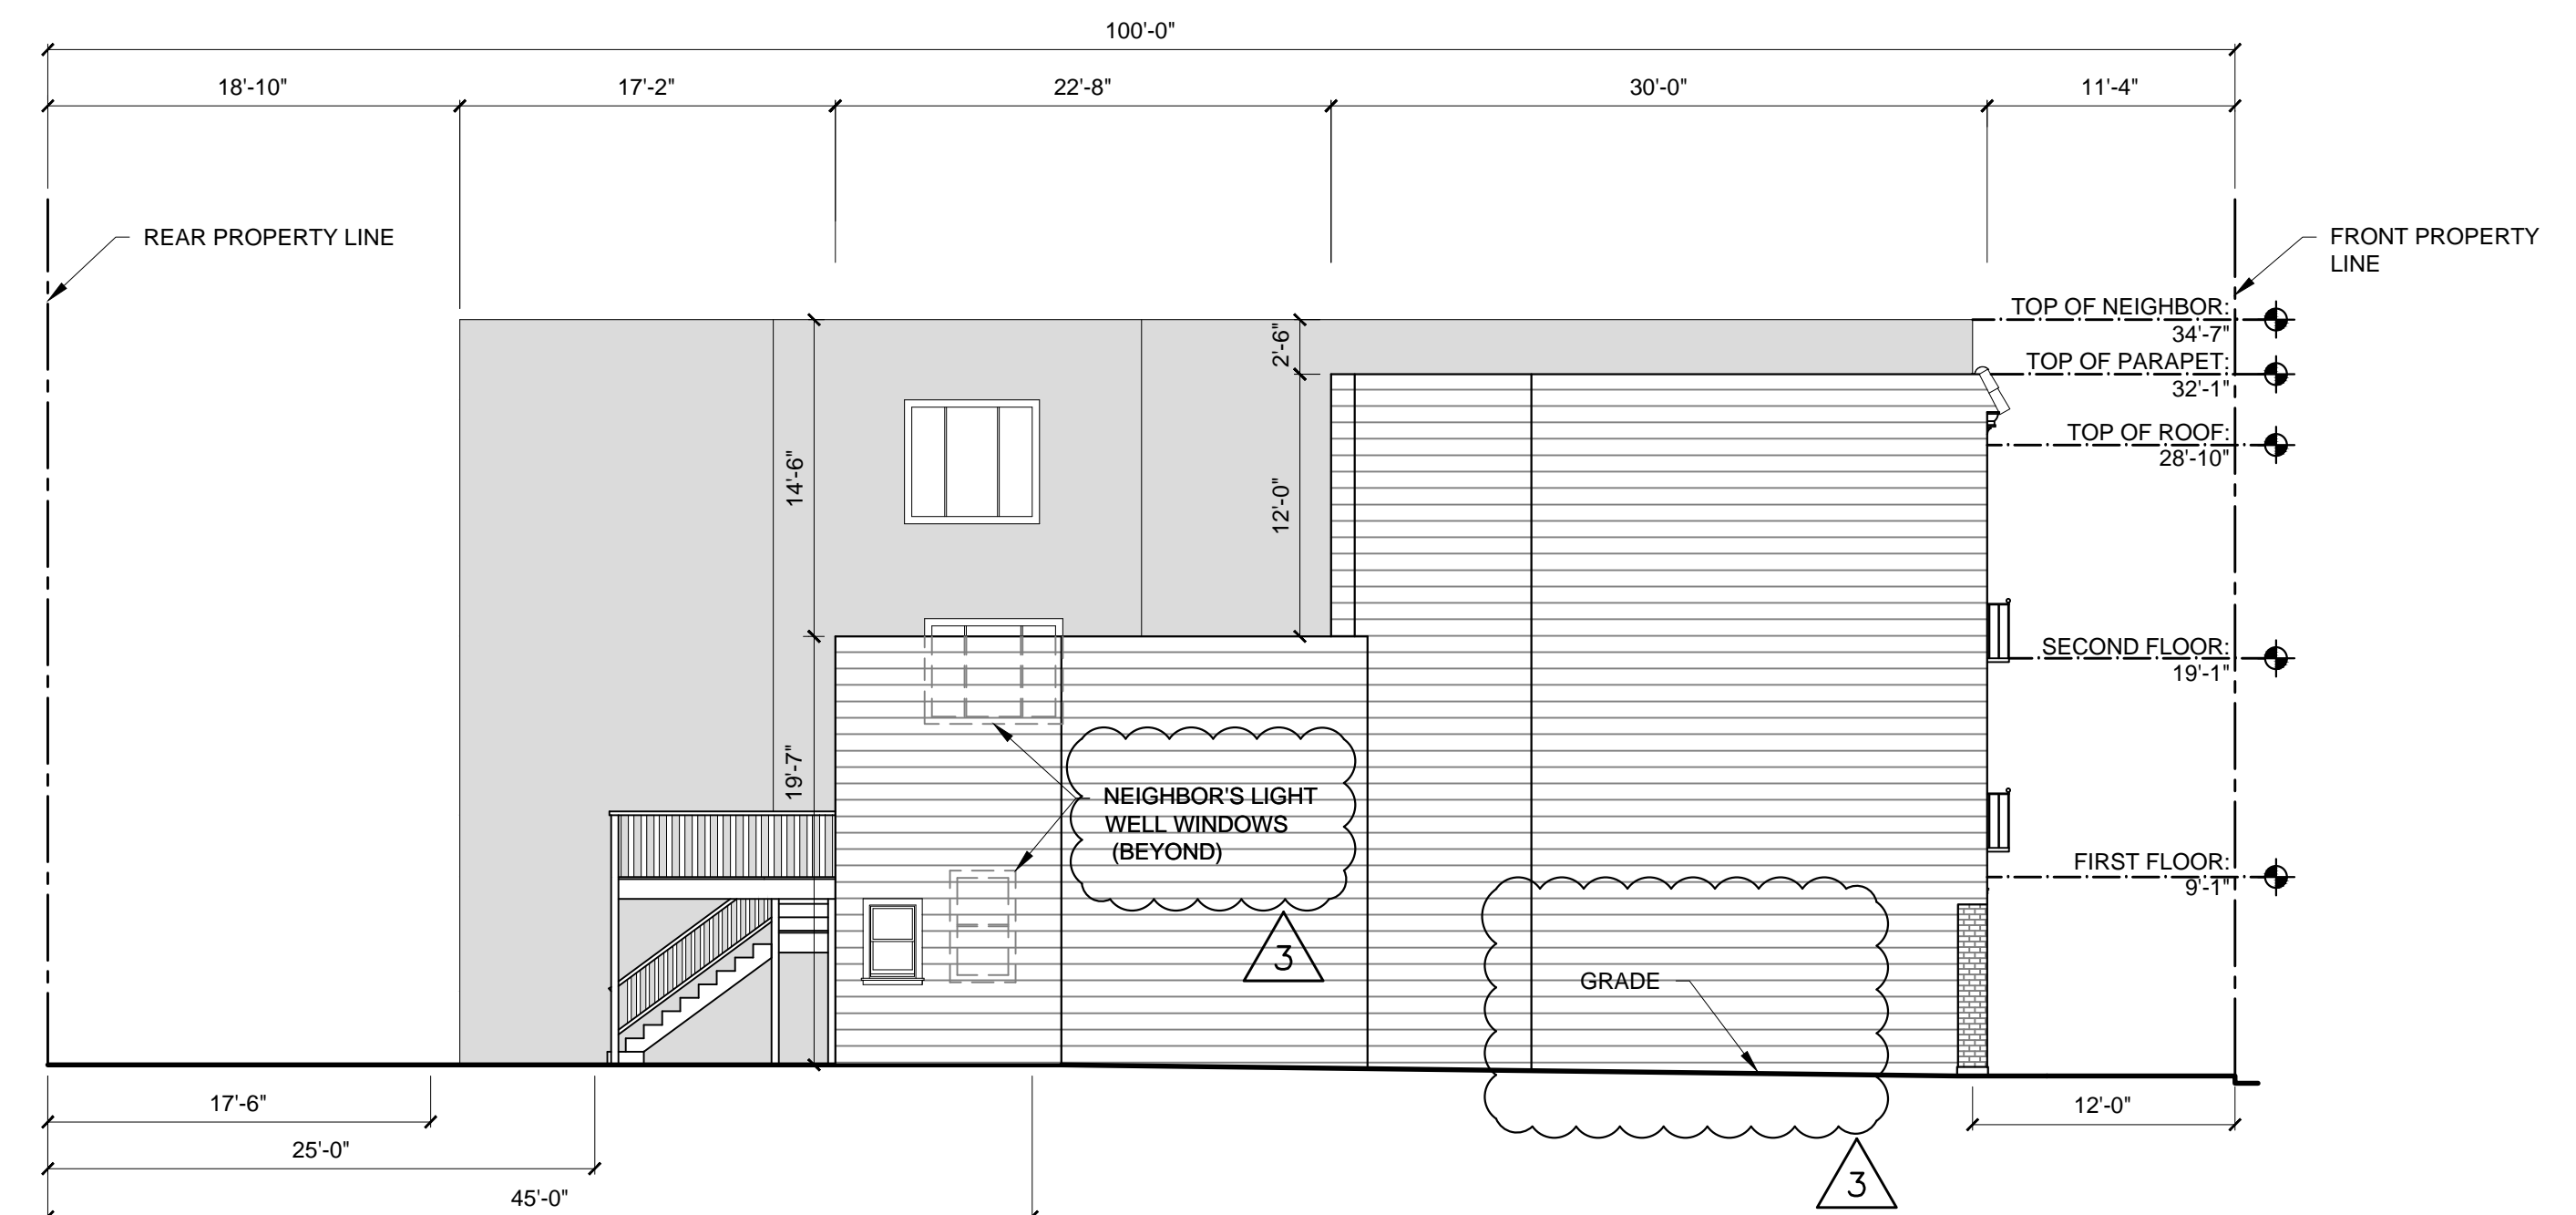 100'-0"
18'-10"
17'-2"
22'-8"
30'-0"
11'-4"
REAR PROPERTY LINE
FRONT PROPERTY
LINE
TOP OF NEIGHBOR:
34'-7"
2'-6"
TOP OF PARAPET:
32'-1"
TOP OF ROOF:
28'-10"
14'-6"
12'-0"
SECOND FLOOR:
19'-1"
19'-7"
NEIGHBOR'S LIGHT
WELL WINDOWS
(BEYOND)
FIRST FLOOR:
9'-1"
3
GRADE
17'-6"
12'-0"
25'-0"
3
45'-0"